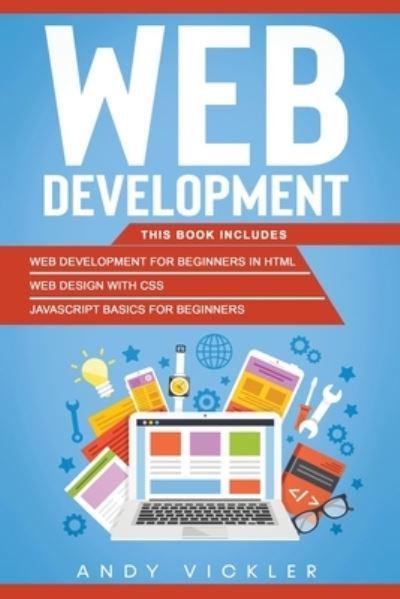 WEB
DEVELOPMENT
THIS BOOK INCLUDES
WEB DEVELOPMENT FOR BEGINNERS IN HTML
WEB DESIGN WITH CSS
JAVASCRIPT BASICS FOR BEGINNERS
</>
ANDY VICKLER